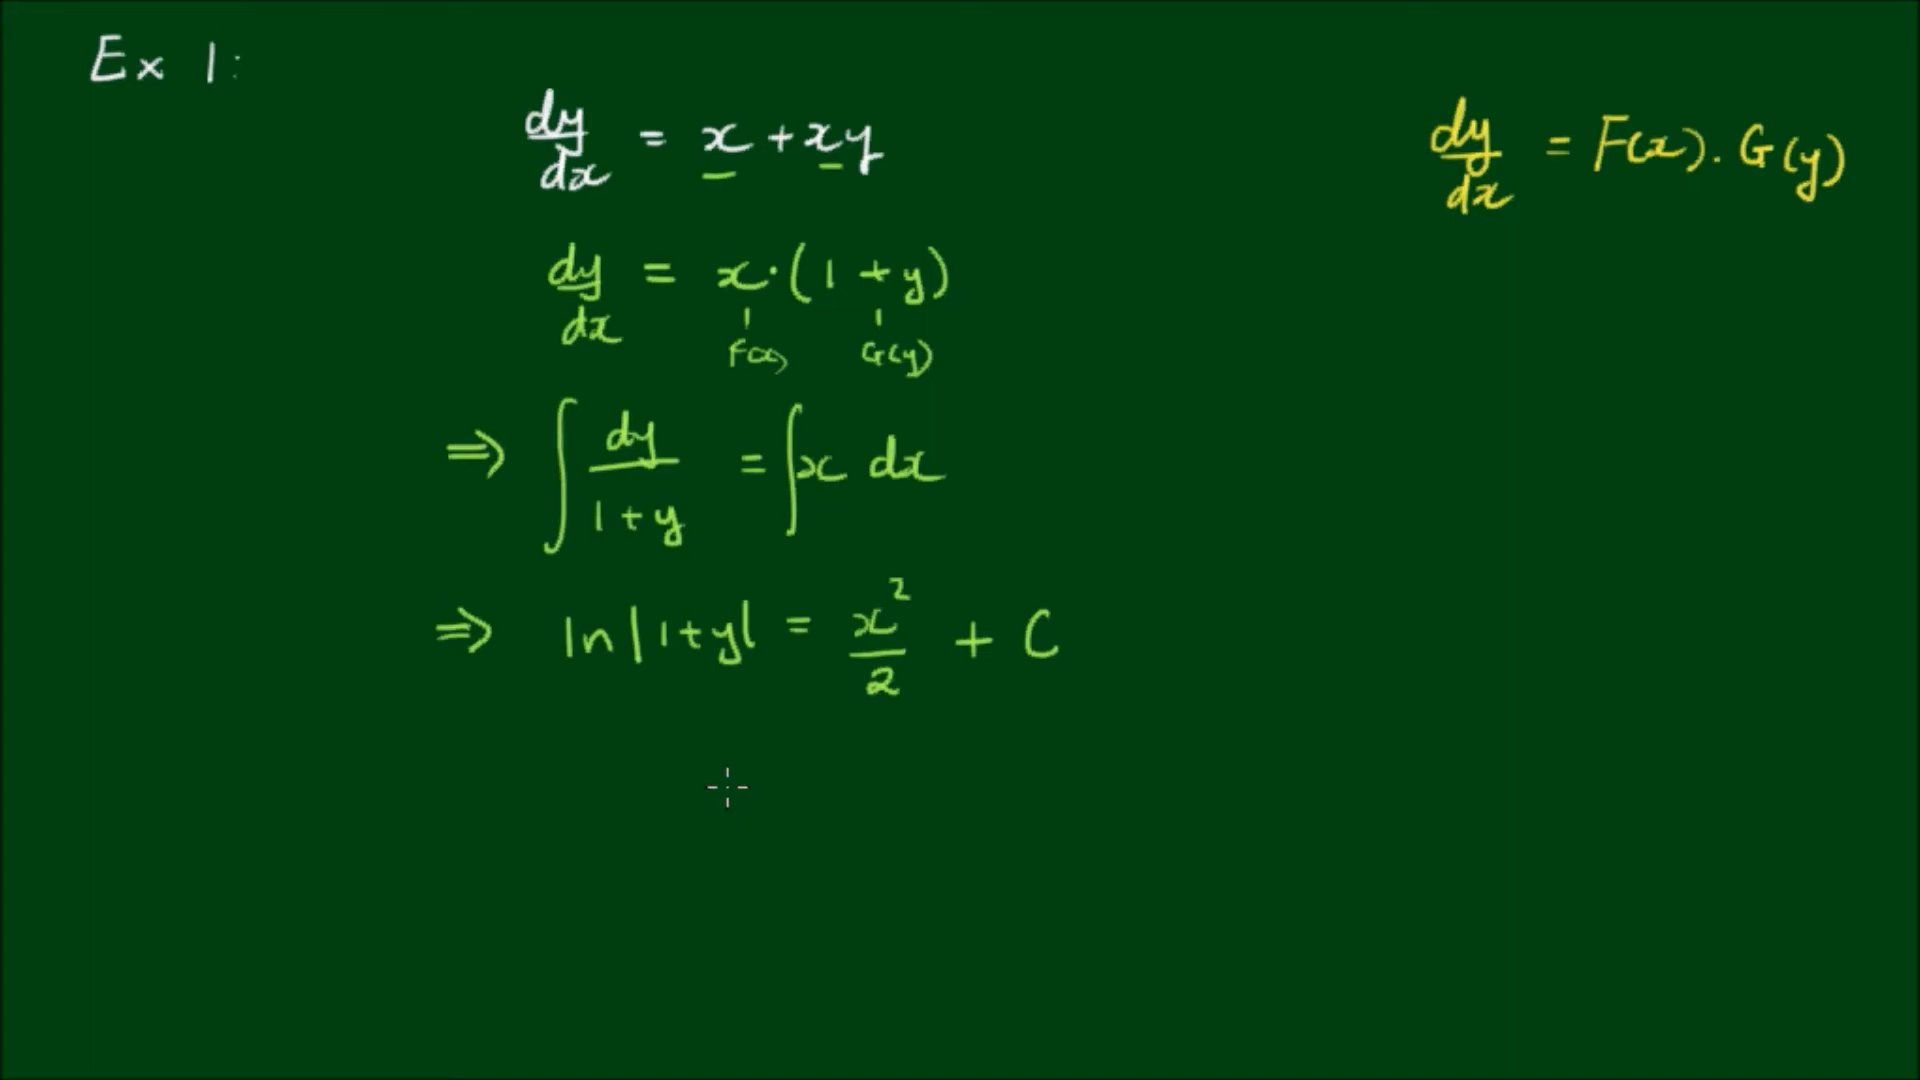 Ex 1:
dy/dx = x + xy
dy/dx = F(x) . G(y)
dy/dx = x · (1 + y)
F(x) G(y)
⇒ ∫ dy/(1 + y) = ∫ x dx
⇒ ln |1+y| = x²/2 + C